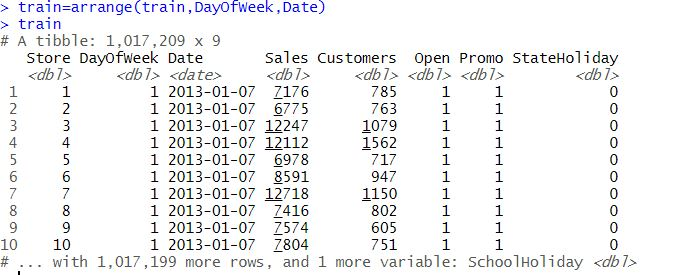 > train=arrange(train,DayOfWeek,Date)
> train
# A tibble: 1,017,209 x 9
Store DayOfWeek Date Sales Customers Open Promo StateHoliday
<dbl> <dbl> <date> <dbl> <dbl> <dbl> <dbl> <dbl>
1 1 1 2013-01-07 7176 785 1 1 0
2 2 1 2013-01-07 6775 763 1 1 0
3 3 1 2013-01-07 12247 1079 1 1 0
4 4 1 2013-01-07 12112 1562 1 1 0
5 5 1 2013-01-07 6978 717 1 1 0
6 6 1 2013-01-07 8591 947 1 1 0
7 7 1 2013-01-07 12718 1150 1 1 0
8 8 1 2013-01-07 7416 802 1 1 0
9 9 1 2013-01-07 7574 605 1 1 0
10 10 1 2013-01-07 7804 751 1 1 0
# ... with 1,017,199 more rows, and 1 more variable: SchoolHoliday <dbl>